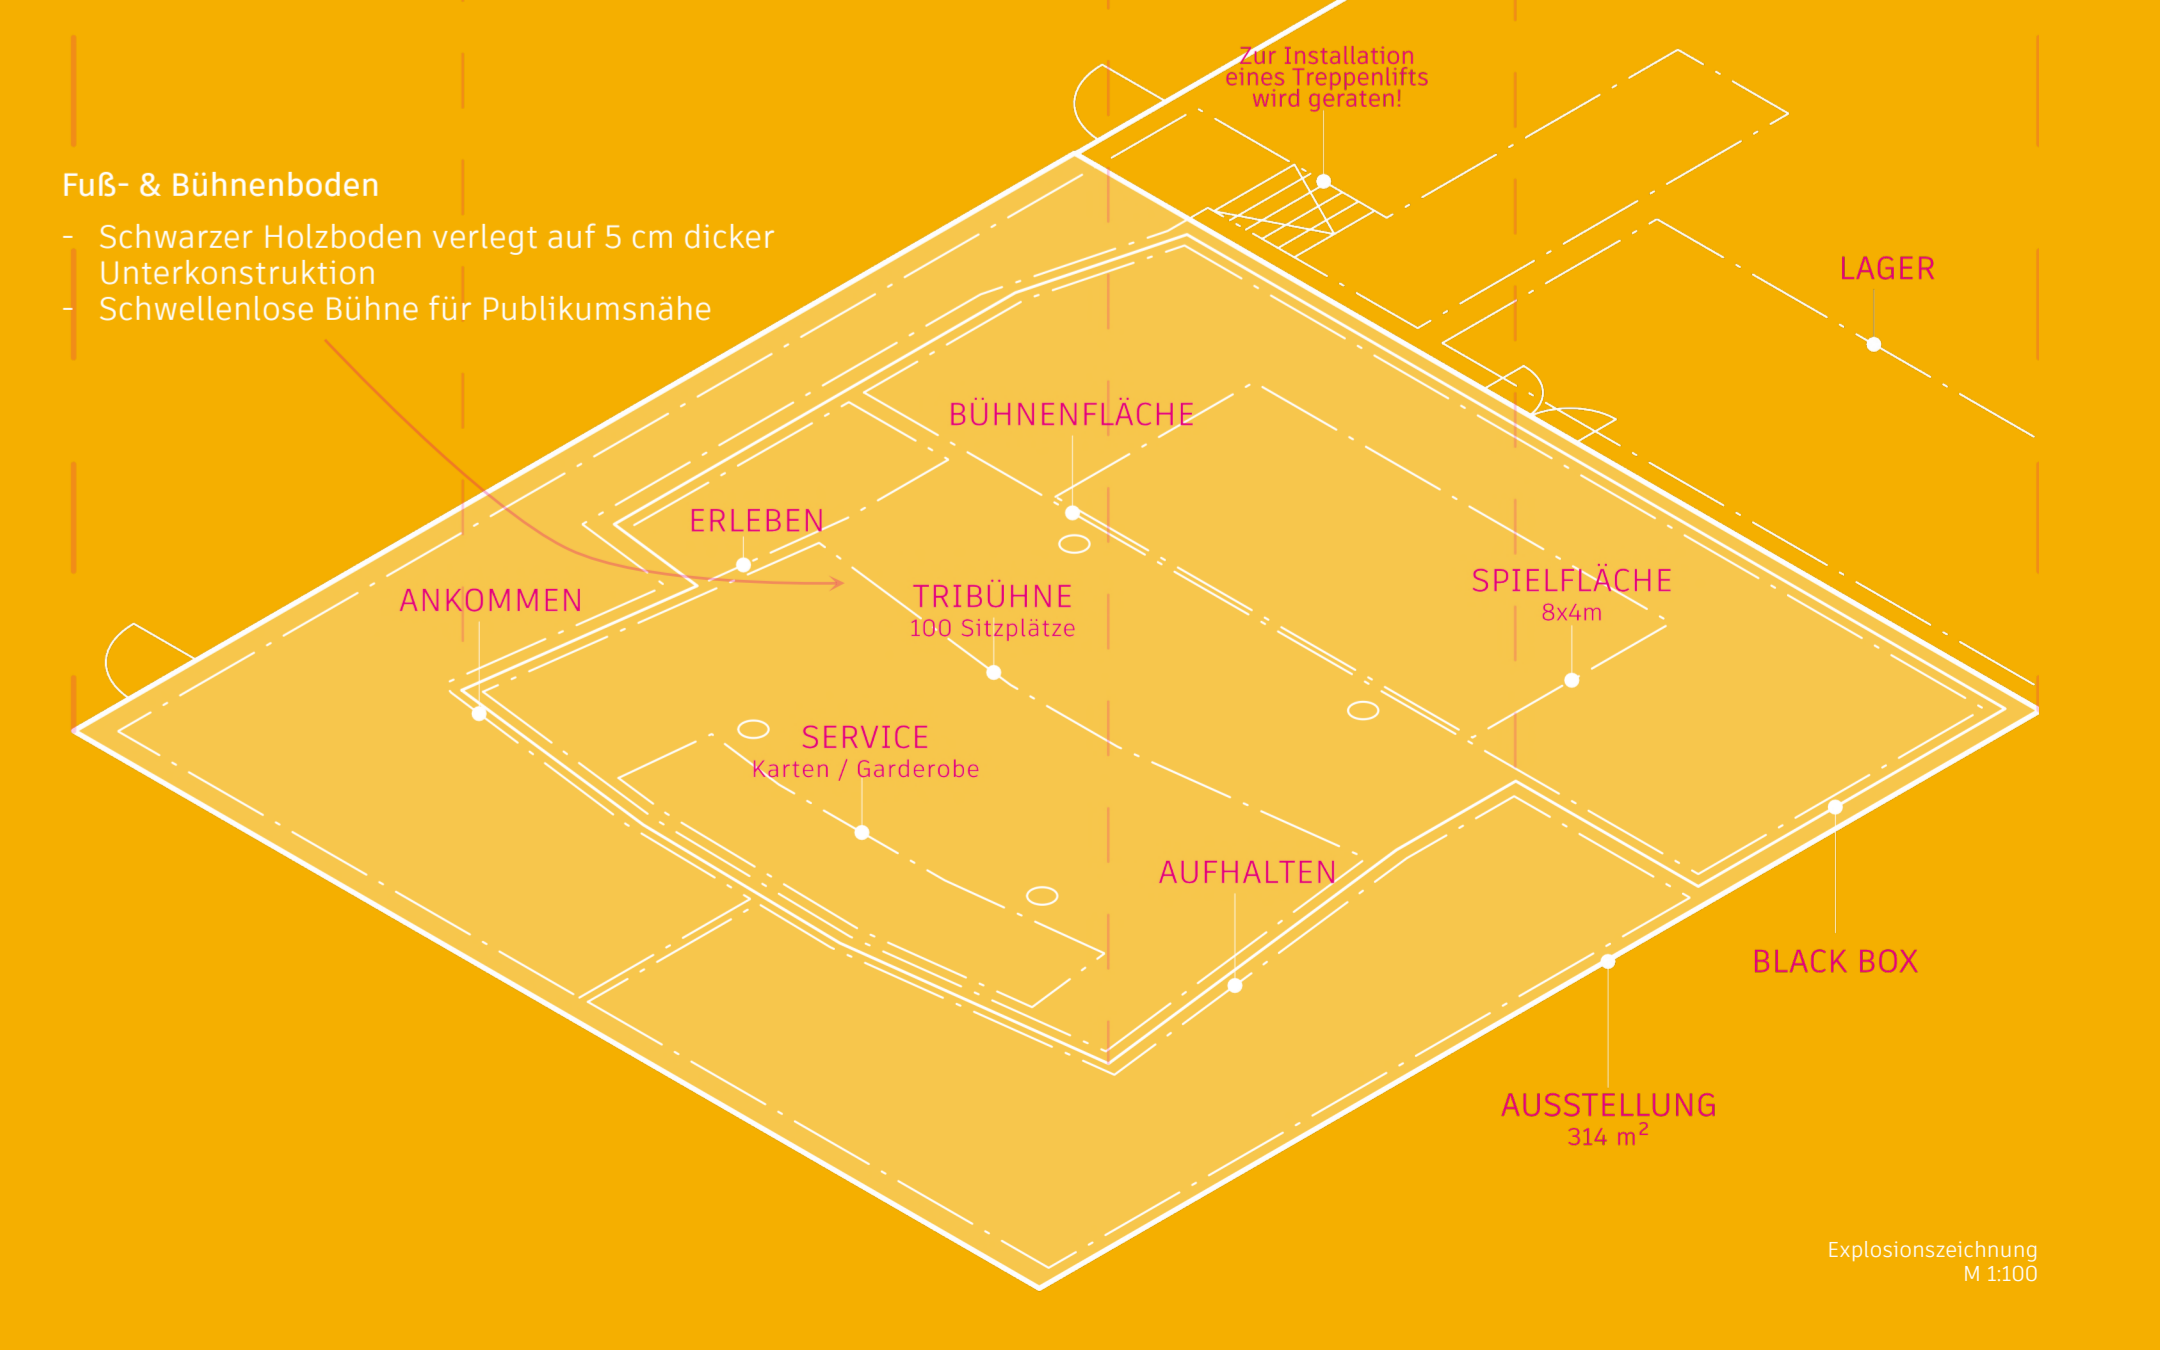 Zur Installation
eines Treppenlifts
wird geraten!
Fuß- & Bühnenboden
- Schwarzer Holzboden verlegt auf 5 cm dicker
Unterkonstruktion
- Schwellenlose Bühne für Publikumsnähe
LAGER
BÜHNENFLÄCHE
ERLEBEN
ANKOMMEN
TRIBÜHNE
100 Sitzplätze
SPIELFLÄCHE
8x4m
SERVICE
Karten / Garderobe
AUFHALTEN
BLACK BOX
AUSSTELLUNG
314 m²
Explosionszeichnung
M 1:100